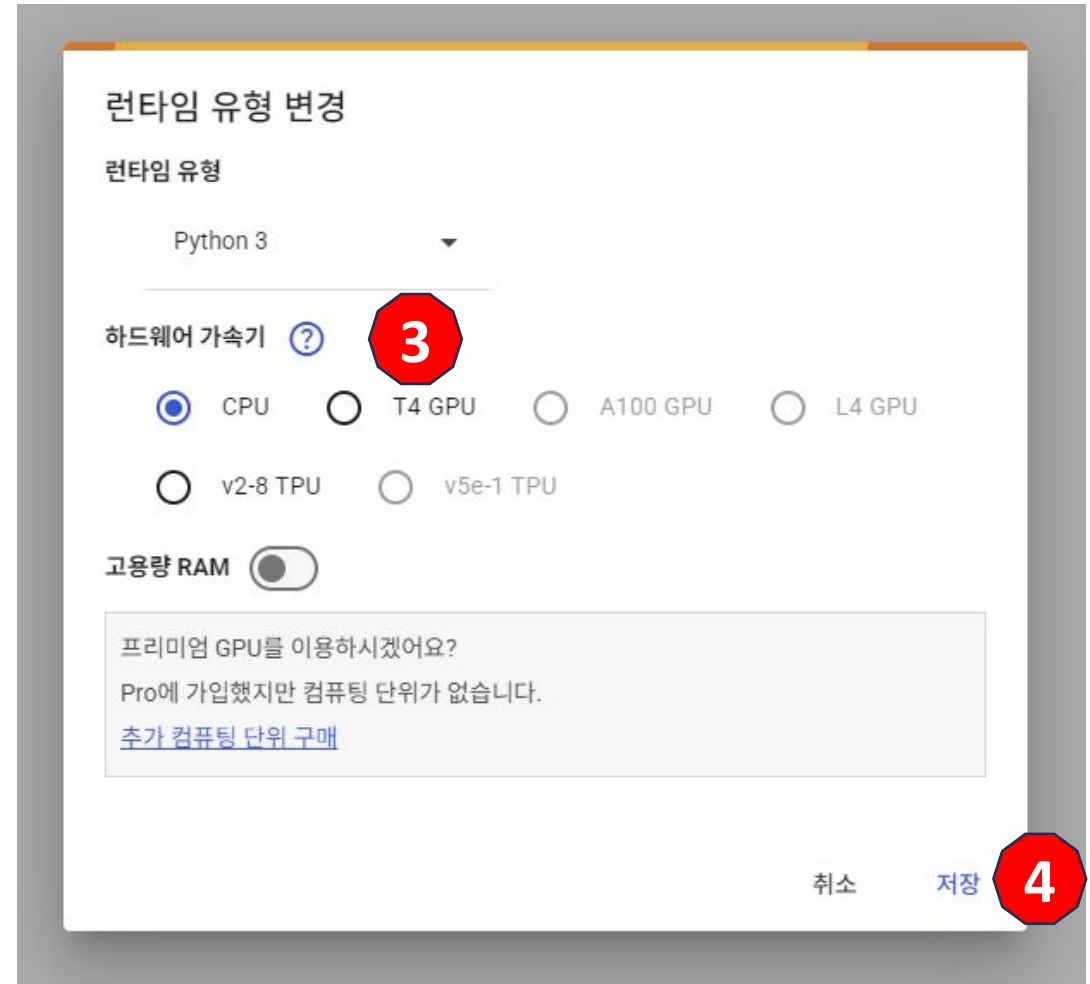 런타임 유형 변경
런타임 유형
Python 3
하드웨어 가속기 ? 3
CPU T4 GPU A100 GPU L4 GPU
v2-8 TPU v5e-1 TPU
고용량 RAM
프리미엄 GPU를 이용하시겠어요?
Pro에 가입했지만 컴퓨팅 단위가 없습니다.
추가 컴퓨팅 단위 구매
취소 저장 4